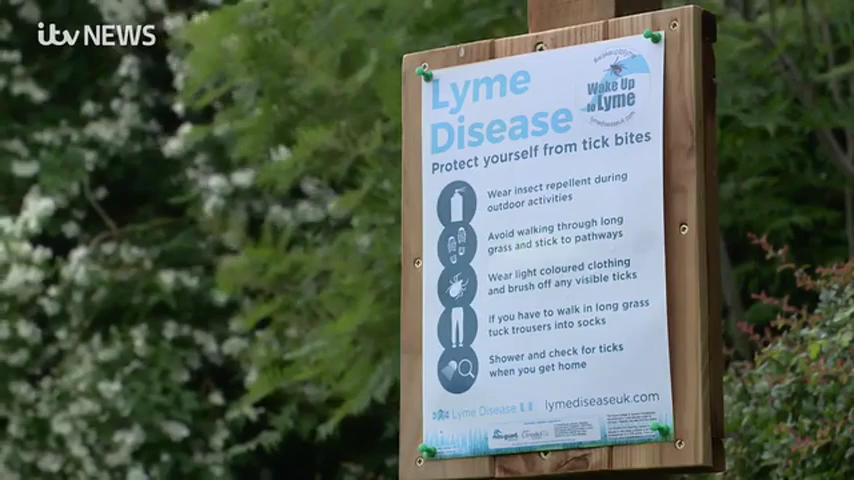 itv NEWS
Lyme
Disease
Wake Up
to Lyme
lymediseaseuk.com
Protect yourself from tick bites
Wear insect repellent during
outdoor activities
Avoid walking through long
grass and stick to pathways
Wear light coloured clothing
and brush off any visible ticks
If you have to walk in long grass
tuck trousers into socks
Shower and check for ticks
when you get home
Lyme Disease
lymediseaseuk.com